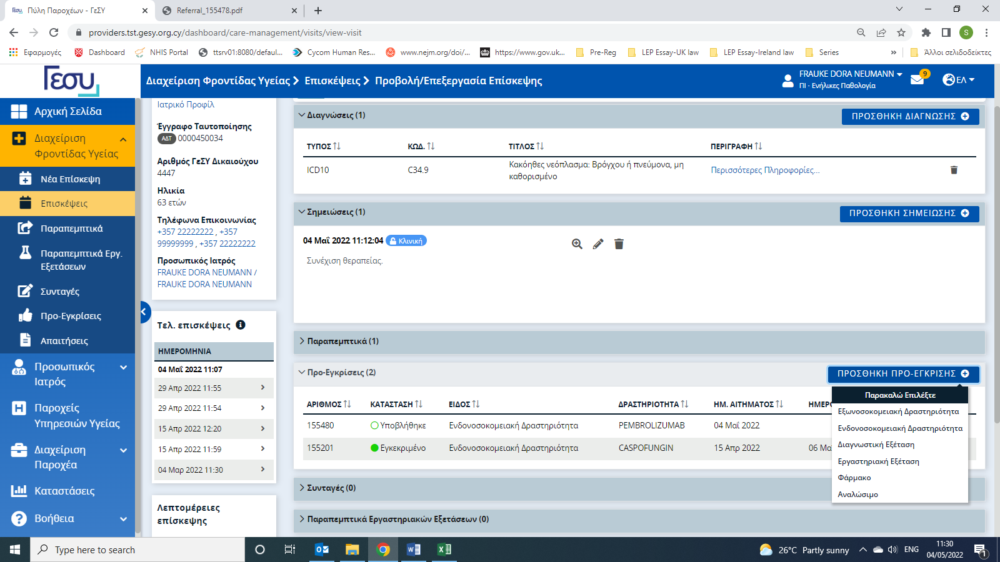 Πύλη Παροχέων - ΓεΣΥ
Referral_155478.pdf
providers.tst.gesy.org.cy/dashboard/care-management/visits/view-visit
S
Εφαρμογές
Dashboard
NHIS Portal
ttsrv01:8080/defaul...
Cycom Human Res...
www.nejm.org/doi/...
https://www.gov.uk...
Pre-Reg
LEP Essay-UK law
LEP Essay-Ireland law
Series
»
Άλλοι σελιδοδείκτες
Γεσυ
Διαχείριση Φροντίδας Υγείας
Επισκέψεις
Προβολή/Επεξεργασία Επίσκεψης
FRAUKE DORA NEUMANN
ΠΙ - Ενήλικες Παθολογία
9
ΕΛ
Αρχική Σελίδα
Διαχείριση
Φροντίδας Υγείας
Νέα Επίσκεψη
Επισκέψεις
Παραπεμπτικά
Παραπεμπτικά Εργ.
Εξετάσεων
Συνταγές
Προ-Εγκρίσεις
Απαιτήσεις
Προσωπικός
Ιατρός
Παροχείς
Υπηρεσιών Υγείας
Διαχείριση
Παροχέα
Καταστάσεις
Βοήθεια
Ιατρικό Προφίλ
Έγγραφο Ταυτοποίησης
ΑΔΤ 0000450034
Αριθμός ΓεΣΥ Δικαιούχου
4447
Ηλικία
63 ετών
Τηλέφωνα Επικοινωνίας
+357 22222222 , +357
99999999 , +357 22222222
Προσωπικός Ιατρός
FRAUKE DORA NEUMANN /
FRAUKE DORA NEUMANN
Τελ. επισκέψεις
ΗΜΕΡΟΜΗΝΙΑ
04 Μαΐ 2022 11:07
29 Απρ 2022 11:55
29 Απρ 2022 11:54
15 Απρ 2022 12:20
15 Απρ 2022 11:59
04 Μαρ 2022 11:30
Λεπτομέρειες
επίσκεψης
Διαγνώσεις (1)
ΠΡΟΣΘΗΚΗ ΔΙΑΓΝΩΣΗΣ
ΤΥΠΟΣ ΚΩΔ. ΤΙΤΛΟΣ ΠΕΡΙΓΡΑΦΗ
ICD10 C34.9 Κακόηθες νεόπλασμα: Βρόγχου ή πνεύμονα, μη Περισσότερες Πληροφορίες...
καθορισμένο
Σημειώσεις (1)
ΠΡΟΣΘΗΚΗ ΣΗΜΕΙΩΣΗΣ
04 Μαΐ 2022 11:12:04 Κλινική
Συνέχιση θεραπείας.
Παραπεμπτικά (1)
Προ-Εγκρίσεις (2)
ΠΡΟΣΘΗΚΗ ΠΡΟ-ΕΓΚΡΙΣΗΣ
ΑΡΙΘΜΟΣ ΚΑΤΑΣΤΑΣΗ ΕΙΔΟΣ ΔΡΑΣΤΗΡΙΟΤΗΤΑ ΗΜ. ΑΙΤΗΜΑΤΟΣ ΗΜΕΡΟ
155480 Υποβλήθηκε Ενδονοσοκομειακή Δραστηριότητα PEMBROLIZUMAB 04 Μαΐ 2022
155201 Εγκεκριμένο Ενδονοσοκομειακή Δραστηριότητα CASPOFUNGIN 15 Απρ 2022 06 Μα
Παρακαλώ Επιλέξτε
Εξωνοσοκομειακή Δραστηριότητα
Ενδονοσοκομειακή Δραστηριότητα
Διαγνωστική Εξέταση
Εργαστηριακή Εξέταση
Φάρμακο
Αναλώσιμο
Συνταγές (0)
Παραπεμπτικά Εργαστηριακών Εξετάσεων (0)
Type here to search
26°C Partly sunny
ENG
11:30
04/05/2022
1